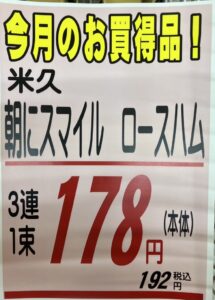 今月のお買得品！
米久
朝にスマイル　ロースハム
3連
1束
178円
(本体)
192税込円